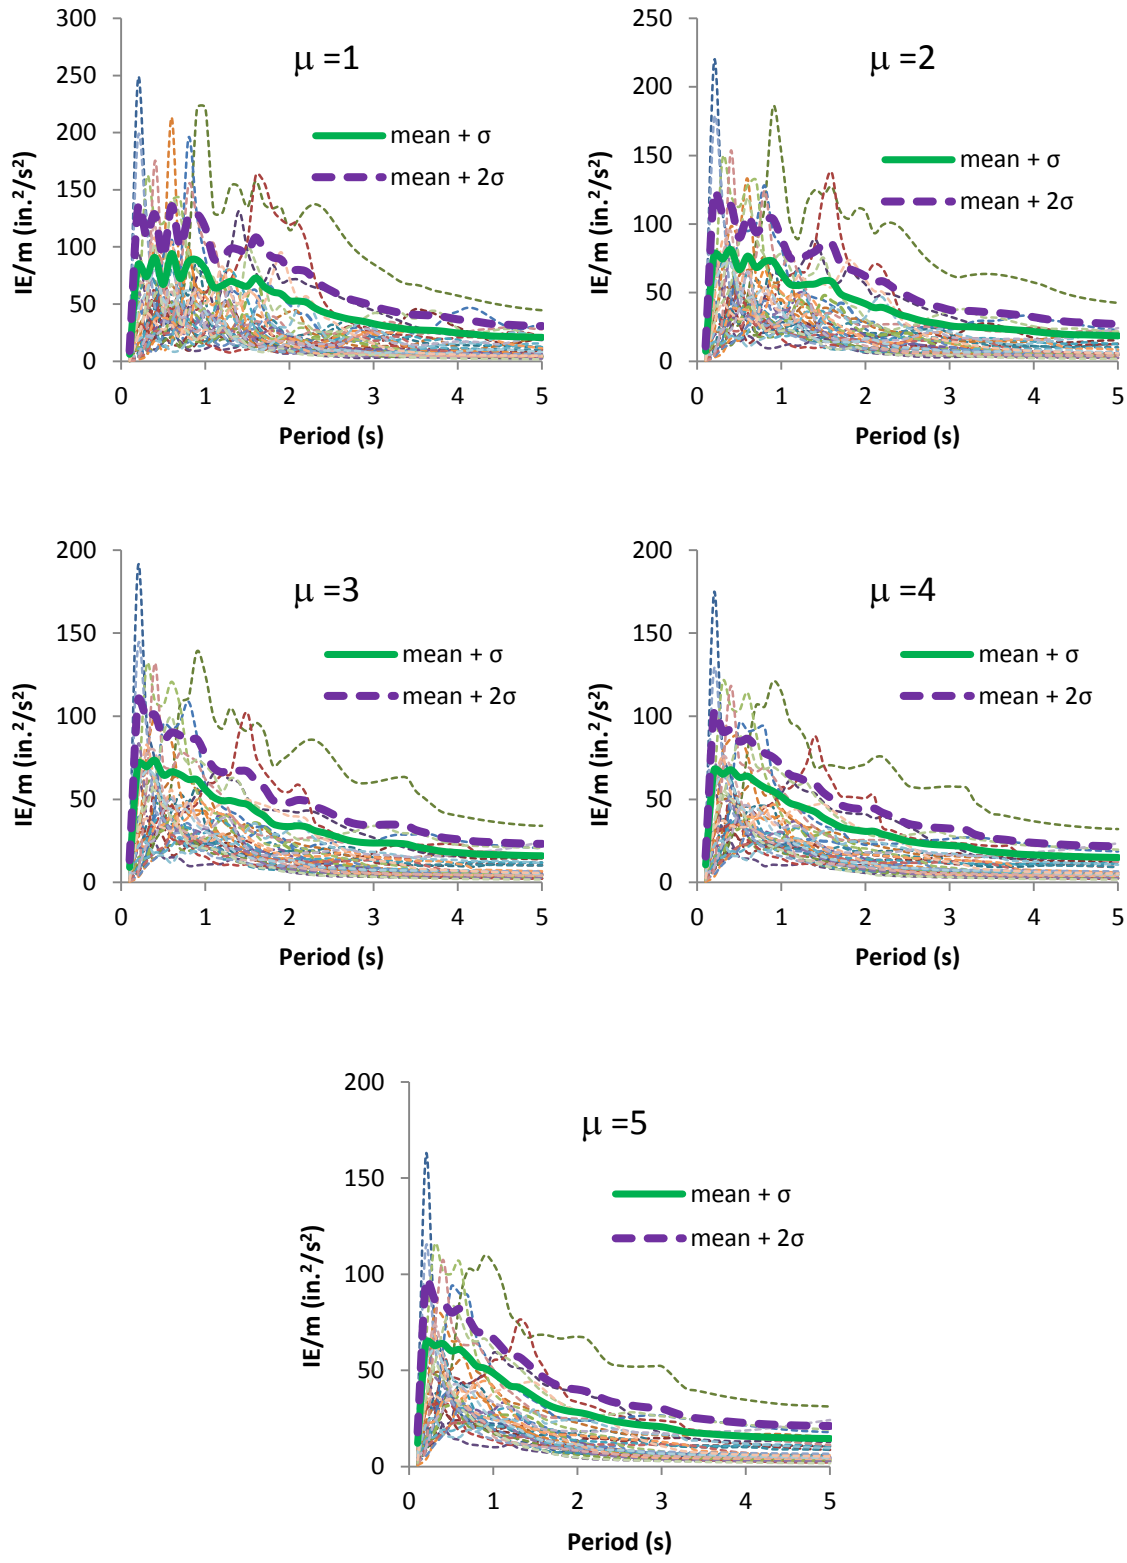 μ =1
300
250
200
150
100
50
0
IE/m (in.²/s²)
mean + σ
mean + 2σ
0 1 2 3 4 5
Period (s)
μ =2
250
200
150
100
50
0
IE/m (in.²/s²)
mean + σ
mean + 2σ
0 1 2 3 4 5
Period (s)
μ =3
200
150
100
50
0
IE/m (in.²/s²)
mean + σ
mean + 2σ
0 1 2 3 4 5
Period (s)
μ =4
200
150
100
50
0
IE/m (in.²/s²)
mean + σ
mean + 2σ
0 1 2 3 4 5
Period (s)
μ =5
200
150
100
50
0
IE/m (in.²/s²)
mean + σ
mean + 2σ
0 1 2 3 4 5
Period (s)